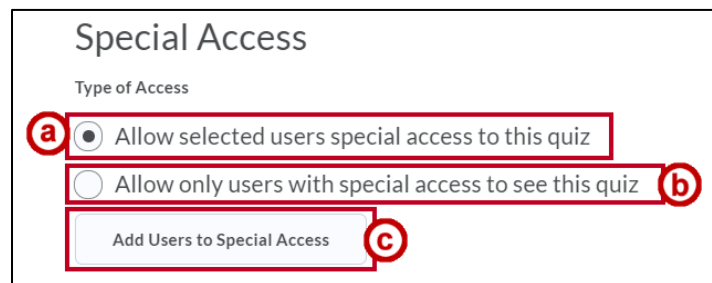 Special Access
Type of Access
a Allow selected users special access to this quiz
Allow only users with special access to see this quiz b
Add Users to Special Access c